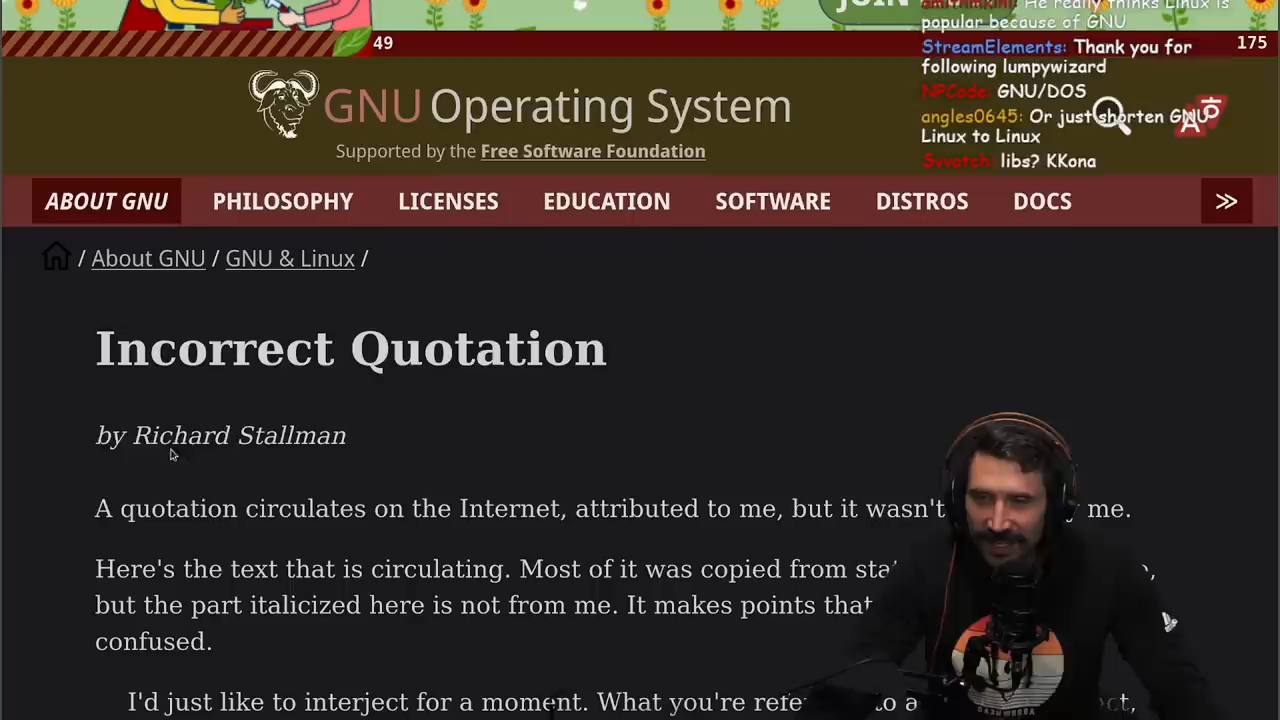 JOIN
He really thinks Linux is
popular because of GNU
49
StreamElements: Thank you for
following lumpywizard
175
NPCode: GNU/DOS
angles0645: Or just shorten GNU
Linux to Linux
Svvatch: libs? KKona
GNU Operating System
Supported by the Free Software Foundation
ABOUT GNU PHILOSOPHY LICENSES EDUCATION SOFTWARE DISTROS DOCS »
/ About GNU / GNU & Linux /
Incorrect Quotation
by Richard Stallman
A quotation circulates on the Internet, attributed to me, but it wasn't me.
Here's the text that is circulating. Most of it was copied from
but the part italicized here is not from me. It makes points that
confused.
I'd just like to interject for a moment. What you're to